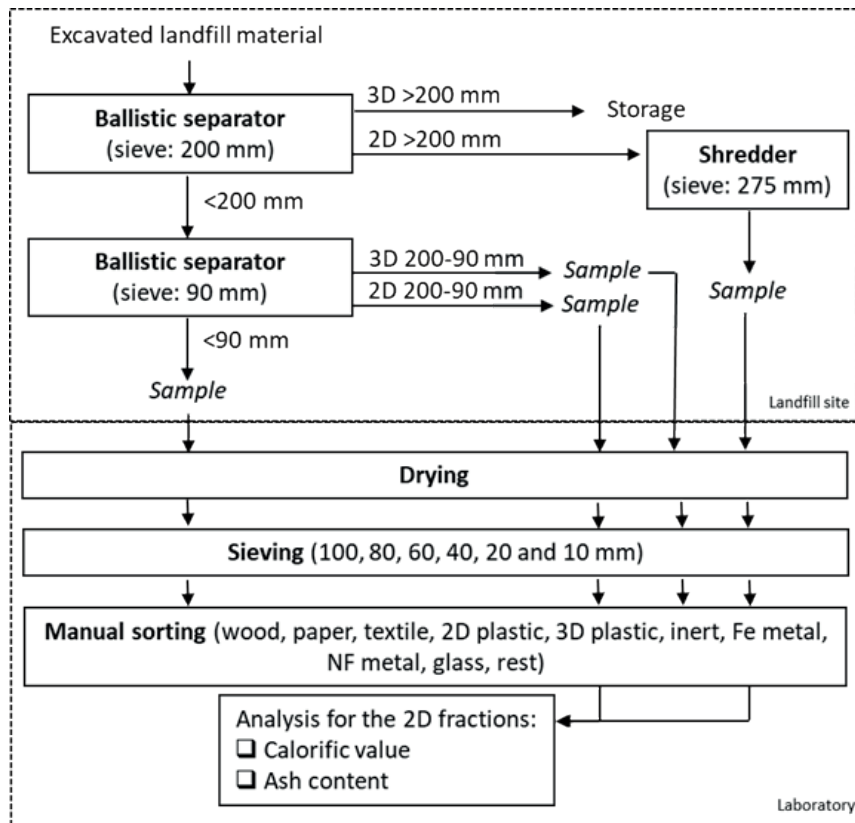 Excavated landfill material
3D >200 mm
Storage
Ballistic separator
(sieve: 200 mm)
2D >200 mm
Shredder
(sieve: 275 mm)
<200 mm
Ballistic separator
(sieve: 90 mm)
3D 200-90 mm
Sample
2D 200-90 mm
Sample
Sample
<90 mm
Sample
Landfill site
Drying
Sieving (100, 80, 60, 40, 20 and 10 mm)
Manual sorting (wood, paper, textile, 2D plastic, 3D plastic, inert, Fe metal,
NF metal, glass, rest)
Analysis for the 2D fractions:
❑ Calorific value
❑ Ash content
Laboratory